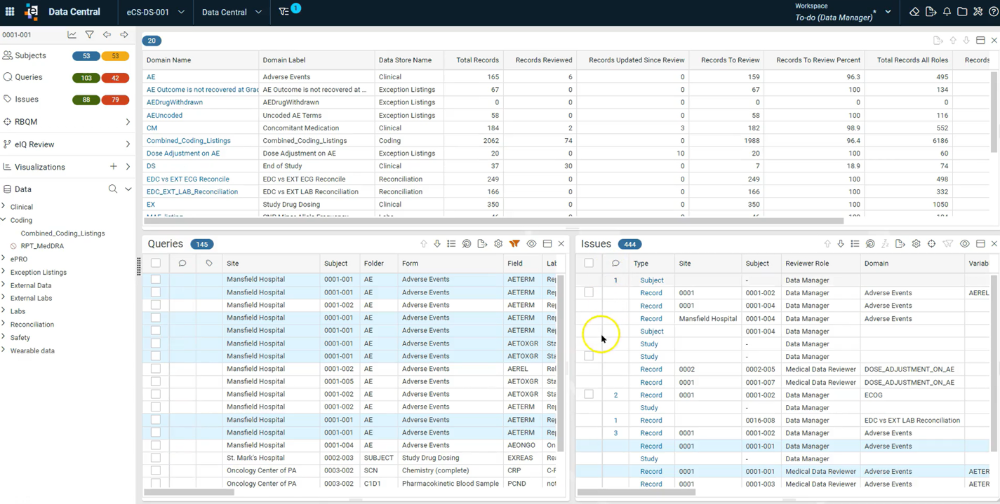 Data Central
eCS-DS-001
Data Central
1
Workspace
To-do (Data Manager) *
0001-001
Subjects 53 53
Queries 103 42
Issues 88 79
RBQM
eIQ Review
Visualizations
Data
Clinical
Coding
Combined_Coding_Listings
RPT_MedDRA
ePRO
Exception Listings
External Data
External Labs
Labs
Reconciliation
Safety
Wearable data
20
Domain Name Domain Label Data Store Name Total Records Records Reviewed Records Updated Since Review Records To Review Records To Review Percent Total Records All Roles Records
AE Adverse Events Clinical 165 6 0 159 96.3 495
AE Outcome is not recovered at Grac AE Outcome is not recovered at ... Exception Listings 67 0 0 67 100 134
AEDrugWithdrawn AEDrugWithdrawn Exception Listings 0 0 0 0 0 0
AEUncoded Uncoded AE Terms Exception Listings 58 0 0 58 100 116
CM Concomitant Medication Clinical 184 2 3 182 98.9 552
Combined_Coding_Listings Combined_Coding_Listings Coding 2062 74 0 1988 96.4 6186
Dose Adjustment on AE Dose Adjustment on AE Exception Listings 20 0 10 20 100 60
DS End of Study Clinical 37 30 0 7 18.9 74
EDC vs EXT ECG Reconcile EDC vs EXT ECG Reconcile Reconciliation 249 0 0 249 100 498
EDC_EXT_LAB_Reconciliation EDC vs EXT LAB Reconciliation Reconciliation 166 0 0 166 100 332
EX Study Drug Dosing Clinical 350 0 0 350 100 1050
Queries 145
Site Subject Folder Form Field Lab
Mansfield Hospital 0001-001 AE Adverse Events AETERM Rep
Mansfield Hospital 0001-001 AE Adverse Events AETERM Rep
Mansfield Hospital 0001-002 AE Adverse Events AETERM Rep
Mansfield Hospital 0001-001 AE Adverse Events AETERM Rep
Mansfield Hospital 0001-001 AE Adverse Events AETERM Rep
Mansfield Hospital 0001-001 AE Adverse Events AETOXGR Sta
Mansfield Hospital 0001-001 AE Adverse Events AETOXGR Sta
Mansfield Hospital 0001-002 AE Adverse Events AEREL Rel
Mansfield Hospital 0001-005 AE Adverse Events AETOXGR Sta
Mansfield Hospital 0001-002 AE Adverse Events AETOXGR Sta
Mansfield Hospital 0001-002 AE Adverse Events AETERM Rep
Mansfield Hospital 0001-001 AE Adverse Events AETERM Rep
Mansfield Hospital 0001-001 AE Adverse Events AETERM Rep
Mansfield Hospital 0001-004 AE Adverse Events AEONGO On
St. Mark's Hospital 0002-003 SUBJECT Study Drug Dosing EXREAS Rea
Oncology Center of PA 0003-002 SCN Chemistry (complete) CRP C-F
Oncology Center of PA 0003-002 C1D1 Pharmacokinetic Blood Sample PCND not
Issues 444
Type Site Subject Reviewer Role Domain Variab
1 Subject - Data Manager
Record 0001 0001-002 Data Manager Adverse Events AEREL
Record 0001 0001-004 Data Manager Adverse Events
Record Mansfield Hospital 0001-004 Data Manager Adverse Events
Subject 0001-004 Data Manager
Study - Data Manager
Study - Data Manager
Record 0002 0002-005 Medical Data Reviewer DOSE_ADJUSTMENT_ON_AE
Record 0001 0001-007 Medical Data Reviewer DOSE_ADJUSTMENT_ON_AE
2 Record 0001 0001-002 Data Manager ECOG
Study - Data Manager
1 Record 0016-008 Data Manager EDC vs EXT LAB Reconciliation
3 Record 0001 0001-002 Data Manager Adverse Events
Record 0001 0001-001 Data Manager Adverse Events
Study - Data Manager
Record 0001 0001-001 Medical Data Reviewer Adverse Events AETER
Record 0001 0001-003 Medical Data Reviewer Adverse Events AETER